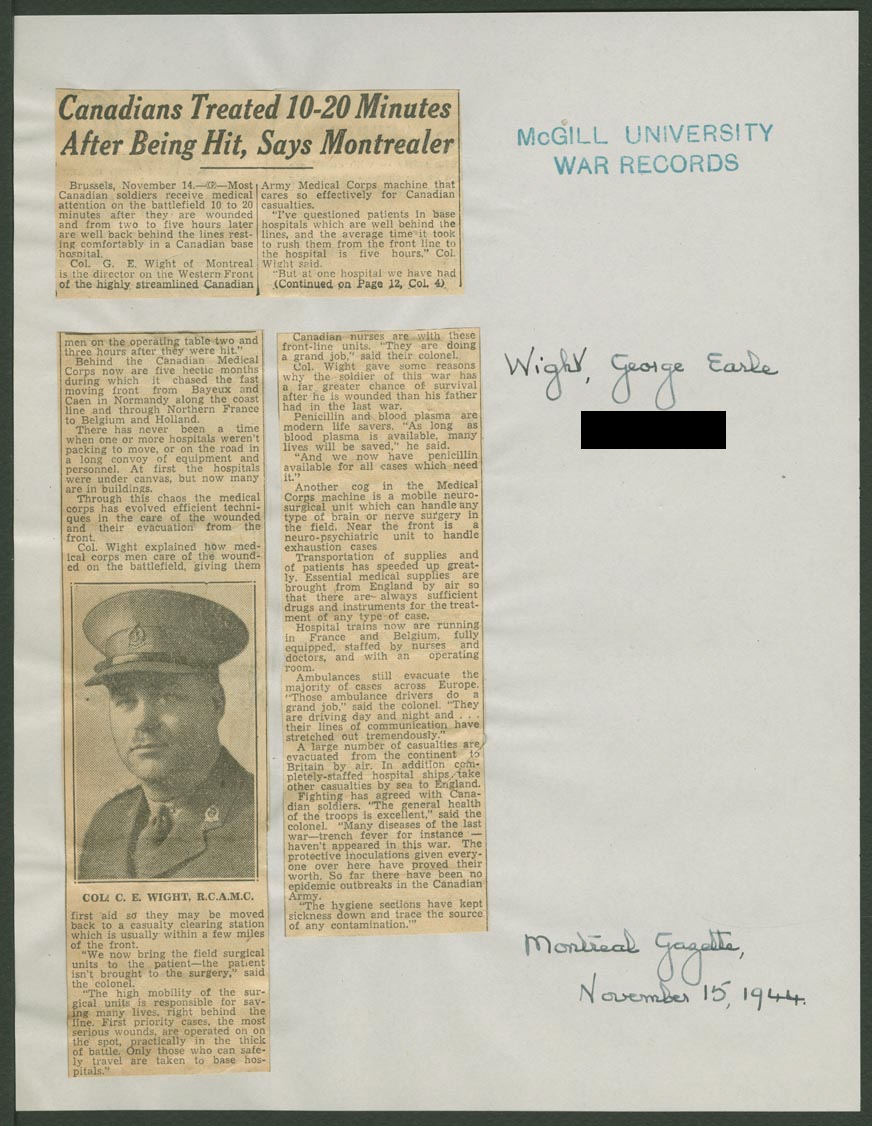 Canadians Treated 10-20 Minutes
After Being Hit, Says Montrealer
McGILL UNIVERSITY
WAR RECORDS
Brussels, November 14.—CP—Most
Canadian soldiers receive medical
attention on the battlefield 10 to 20
minutes after they are wounded
and from two to five hours later
are well back behind the lines rest-
ing comfortably in a Canadian base
hospital.
Col. G. E. Wight of Montreal
is the director on the Western Front
of the highly streamlined Canadian
Army Medical Corps machine that
cares so effectively for Canadian
casualties.
"I've questioned patients in base
hospitals which are well behind the
lines, and the average time it took
to rush them from the front line to
the hospital is five hours," Col.
Wight said.
"But at one hospital we have had
(Continued on Page 12, Col. 4)
men on the operating table two and
three hours after they were hit."
Behind the Canadian Medical
Corps now are five hectic months
during which it chased the fast
moving front from Bayeux and
Caen in Normandy along the coast
line and through Northern France
to Belgium and Holland.
There has never been a time
when one or more hospitals weren't
packing to move, or on the road in
a long convoy of equipment and
personnel. At first the hospitals
were under canvas, but now many
are in buildings.
Through this chaos the medical
corps has evolved efficient techni-
ques in the care of the wounded
and their evacuation from the
front.
Col. Wight explained how med-
ical corps men care of the wound-
ed on the battlefield, giving them
COL. C. E. WIGHT, R.C.A.M.C.
first aid so they may be moved
back to a casualty clearing station
which is usually within a few miles
of the front.
"We now bring the field surgical
units to the patient—the patient
isn't brought to the surgery," said
the colonel.
"The high mobility of the sur-
gical units is responsible for sav-
ing many lives, right behind the
line. First priority cases, the most
serious wounds, are operated on on
the spot, practically in the thick
of battle. Only those who can safe-
ly travel are taken to base hos-
pitals."
Canadian nurses are with these
front-line units. "They are doing
a grand job," said their colonel.
Col. Wight gave some reasons
why the soldier of this war has
a far greater chance of survival
after he is wounded than his father
had in the last war.
Penicillin and blood plasma are
modern life savers. "As long as
blood plasma is available, many
lives will be saved," he said.
"And we now have penicillin
available for all cases which need
it."
Another cog in the Medical
Corps machine is a mobile neuro-
surgical unit which can handle any
type of brain or nerve surgery in
the field. Near the front is a
neuro-psychiatric unit to handle
exhaustion cases
Transportation of supplies and
of patients has speeded up great-
ly. Essential medical supplies are
brought from England by air so
that there are always sufficient
drugs and instruments for the treat-
ment of any type of case.
Hospital trains now are running
in France and Belgium, fully
equipped, staffed by nurses and
doctors, and with an operating
room.
Ambulances still evacuate the
majority of cases across Europe.
"Those ambulance drivers do a
grand job," said the colonel. "They
are driving day and night and . . .
their lines of communication have
stretched out tremendously."
A large number of casualties are
evacuated from the continent to
Britain by air. In addition com-
pletely-staffed hospital ships take
other casualties by sea to England.
Fighting has agreed with Cana-
dian soldiers. "The general health
of the troops is excellent," said the
colonel. "Many diseases of the last
war—trench fever for instance —
haven't appeared in this war. The
protective inoculations given every-
one over here have proved their
worth. So far there have been no
epidemic outbreaks in the Canadian
Army.
"The hygiene sections have kept
sickness down and trace the source
of any contamination."
Wight, George Earle
Montreal Gazette,
November 15, 1944.